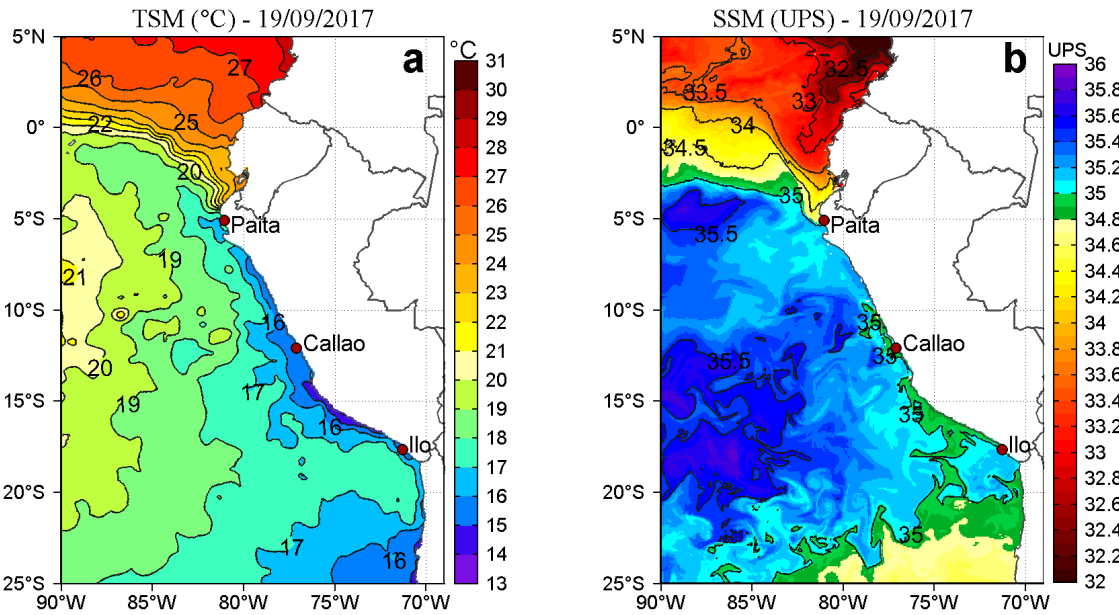 TSM (°C) - 19/09/2017
5°N
0°
5°S
10°S
15°S
20°S
25°S
90°W
85°W
80°W
75°W
70°W
a
27
26
25
22
20
19
21
16
20
17
19
16
17
16
Paita
Callao
Ilo
°C
31
30
29
28
27
26
25
24
23
22
21
20
19
18
17
16
15
14
13
SSM (UPS) - 19/09/2017
5°N
0°
5°S
10°S
15°S
20°S
25°S
90°W
85°W
80°W
75°W
70°W
b
32.5
33.5
33
34
34.5
35
35.5
35
35
35.5
35
35
Paita
Callao
Ilo
UPS
36
35.8
35.6
35.4
35.2
35
34.8
34.6
34.4
34.2
34
33.8
33.6
33.4
33.2
33
32.8
32.6
32.4
32.2
32